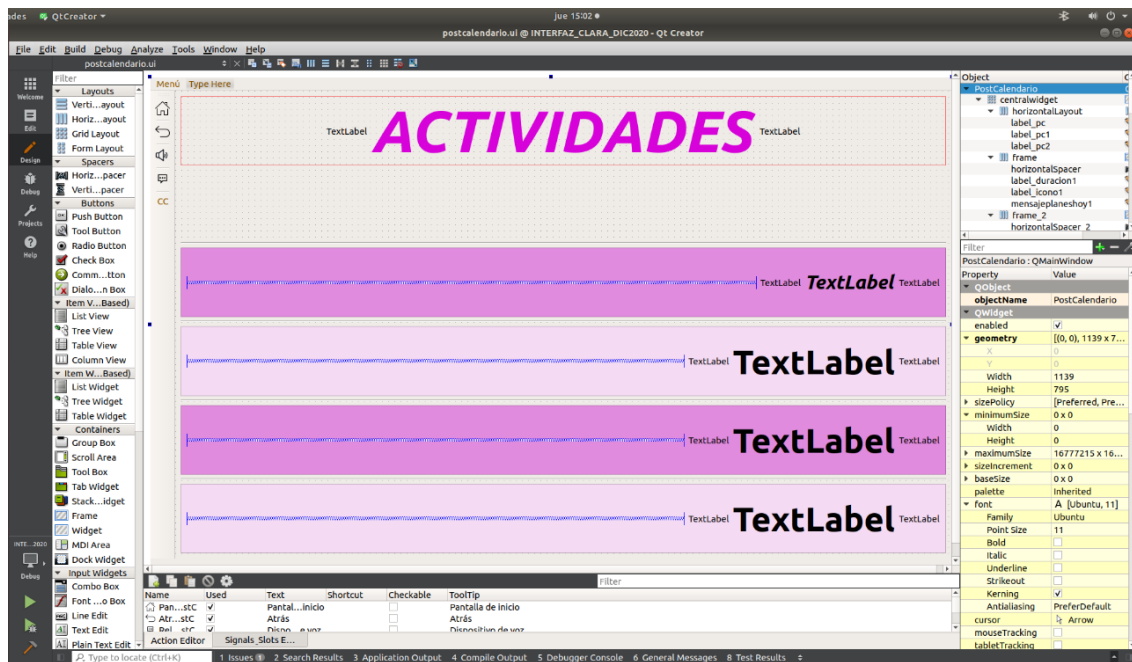 ades QtCreator jue 15:02
postcalendario.ui @ INTERFAZ_CLARA_DIC2020 - Qt Creator
File Edit Build Debug Analyze Tools Window Help
postcalendario.ui
Welcome
Edit
Design
Debug
Projects
Help
INTE...2020
Debug
Filter
Layouts
Verti...ayout
Horiz...ayout
Grid Layout
Form Layout
Spacers
Horiz...pacer
Verti...pacer
Buttons
Push Button
Tool Button
Radio Button
Check Box
Comm...tton
Dialo...n Box
Item V...Based)
List View
Tree View
Table View
Column View
Item W...Based)
List Widget
Tree Widget
Table Widget
Containers
Group Box
Scroll Area
Tool Box
Tab Widget
Stack...idget
Frame
Widget
MDI Area
Dock Widget
Input Widgets
Combo Box
Font ...o Box
Line Edit
Text Edit
Plain Text Edit
Menú Type Here
CC
TextLabel ACTIVIDADES TextLabel
TextLabel TextLabel TextLabel
TextLabel TextLabel TextLabel
TextLabel TextLabel TextLabel
TextLabel TextLabel TextLabel
Filter
Name Used Text Shortcut Checkable ToolTip
Pan...stC Pantal...inicio Pantalla de inicio
Atr...stC Atrás Atrás
Rel...stC Dispo...e voz Dispositivo de voz
Action Editor Signals_Slots E...
Object
PostCalendario
centralwidget
horizontalLayout
label_pc
label_pc1
label_pc2
frame
horizontalSpacer
label_duracion1
label_icono1
mensajeplaneshoy1
frame_2
horizontalSpacer_2
Filter
PostCalendario : QMainWindow
Property Value
QObject
objectName PostCalendario
QWidget
enabled
geometry [(0, 0), 1139 x 7...
X 0
Y 0
Width 1139
Height 795
sizePolicy [Preferred, Pre...
minimumSize 0 x 0
Width 0
Height 0
maximumSize 16777215 x 16...
sizeIncrement 0 x 0
baseSize 0 x 0
palette Inherited
font A [Ubuntu, 11]
Family Ubuntu
Point Size 11
Bold
Italic
Underline
Strikeout
Kerning
Antialiasing PreferDefault
cursor Arrow
mouseTracking
tabletTracking
Type to locate (Ctrl+K) 1 Issues 1 2 Search Results 3 Application Output 4 Compile Output 5 Debugger Console 6 General Messages 8 Test Results